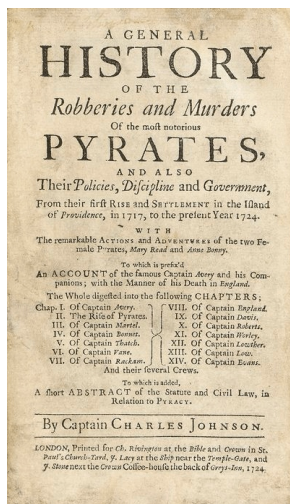 A GENERAL
HISTORY
OF THE
Robberies and Murders
Of the most notorious
PYRATES,
AND ALSO
Their Policies, Discipline and Government,
From their first RISE and SETTLEMENT in the Island
of Providence, in 1717, to the present Year 1724.
WITH
The remarkable ACTIONS and ADVENTURES of the two Fe-
male Pyrates, Mary Read and Anne Bonny.
To which is prefix'd
An ACCOUNT of the famous Captain Avery and his Com-
panions; with the Manner of his Death in England.
The Whole digested into the following CHAPTERS;
Chap. I. Of Captain Avery. VIII. Of Captain England.
II. The Rise of Pyrates. IX. Of Captain Davis.
III. Of Captain Martel. X. Of Captain Roberts.
IV. Of Captain Bonnet. XI. Of Captain Worley.
V. Of Captain Thatch. XII. Of Captain Lowther.
VI. Of Captain Vane. XIII. Of Captain Low.
VII. Of Captain Rackam. XIV. Of Captain Evans.
And their several Crews.
To which is added,
A short ABSTRACT of the Statute and Civil Law, in
Relation to PYRACY.
By Captain CHARLES JOHNSON.
LONDON, Printed for Ch. Rivington at the Bible and Crown in St.
Paul's Church-Yard, J. Lacy at the Ship near the Temple-Gate, and
J. Stone next the Crown Coffee-house the back of Greys-Inn, 1724.